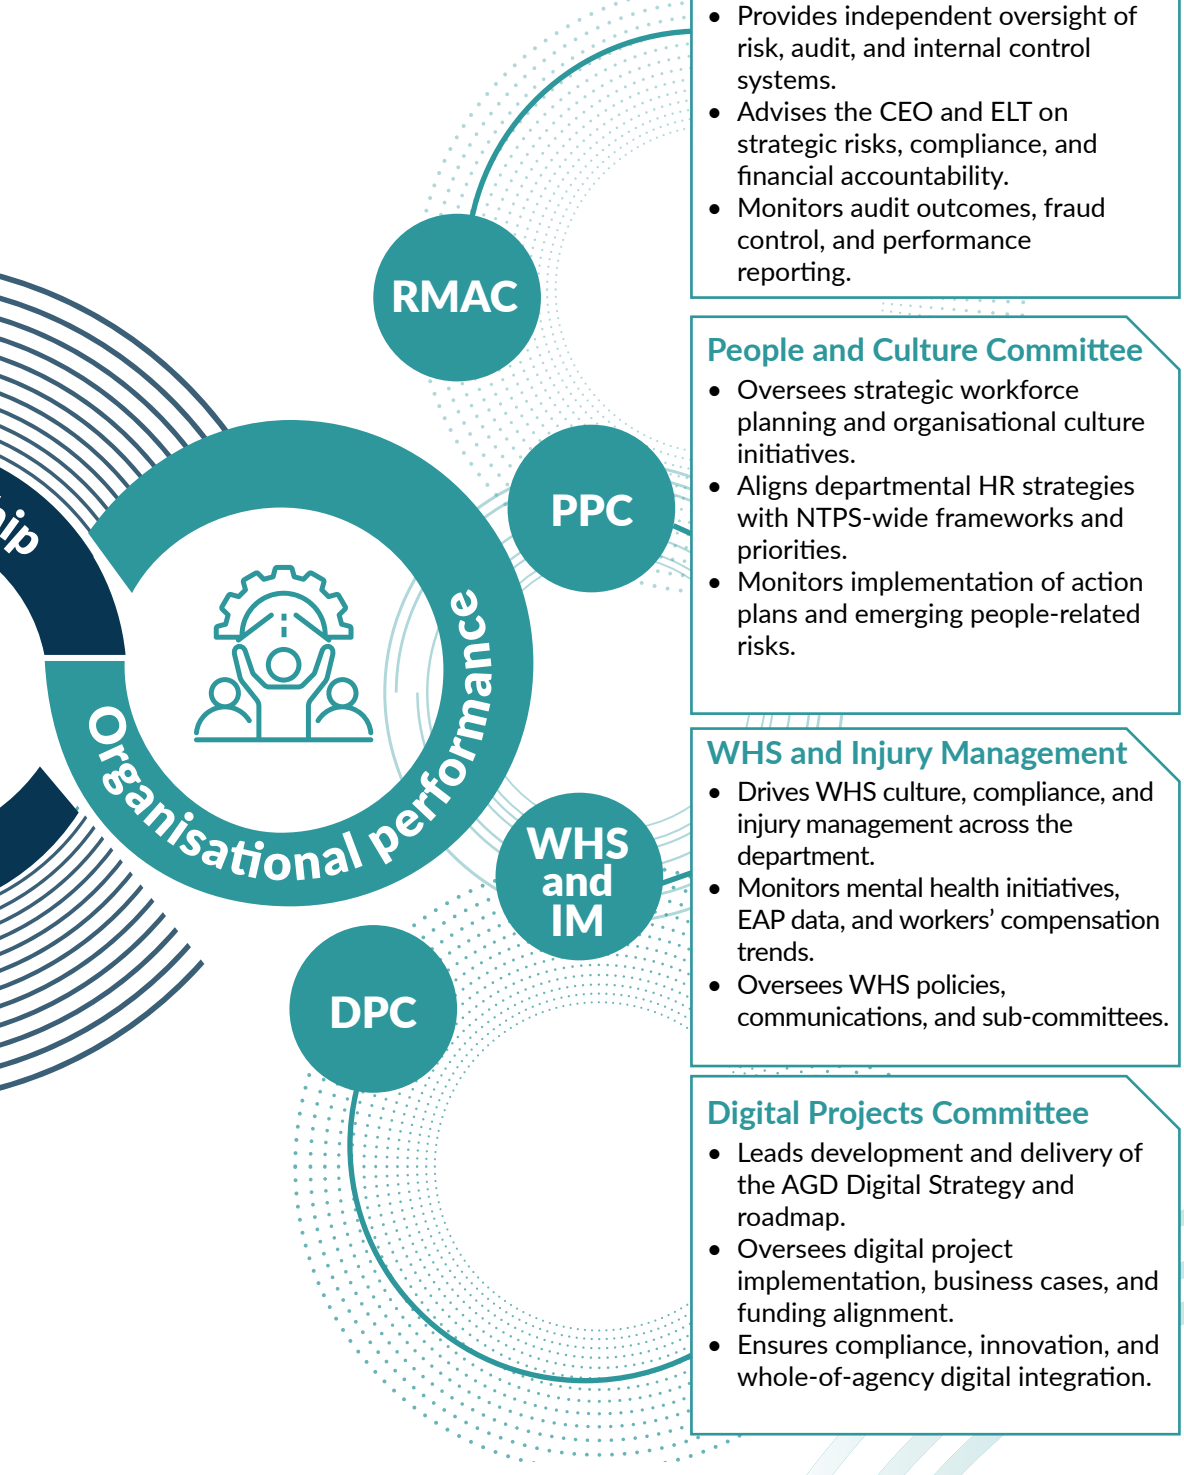 • Provides independent oversight of
risk, audit, and internal control
systems.
• Advises the CEO and ELT on
strategic risks, compliance, and
financial accountability.
• Monitors audit outcomes, fraud
control, and performance
reporting.
RMAC
People and Culture Committee
• Oversees strategic workforce
planning and organisational culture
initiatives.
• Aligns departmental HR strategies
with NTPS-wide frameworks and
priorities.
• Monitors implementation of action
plans and emerging people-related
risks.
PPC
Organisational performance
WHS and Injury Management
• Drives WHS culture, compliance, and
injury management across the
department.
• Monitors mental health initiatives,
EAP data, and workers’ compensation
trends.
• Oversees WHS policies,
communications, and sub-committees.
WHS
and
IM
DPC
Digital Projects Committee
• Leads development and delivery of
the AGD Digital Strategy and
roadmap.
• Oversees digital project
implementation, business cases, and
funding alignment.
• Ensures compliance, innovation, and
whole-of-agency digital integration.